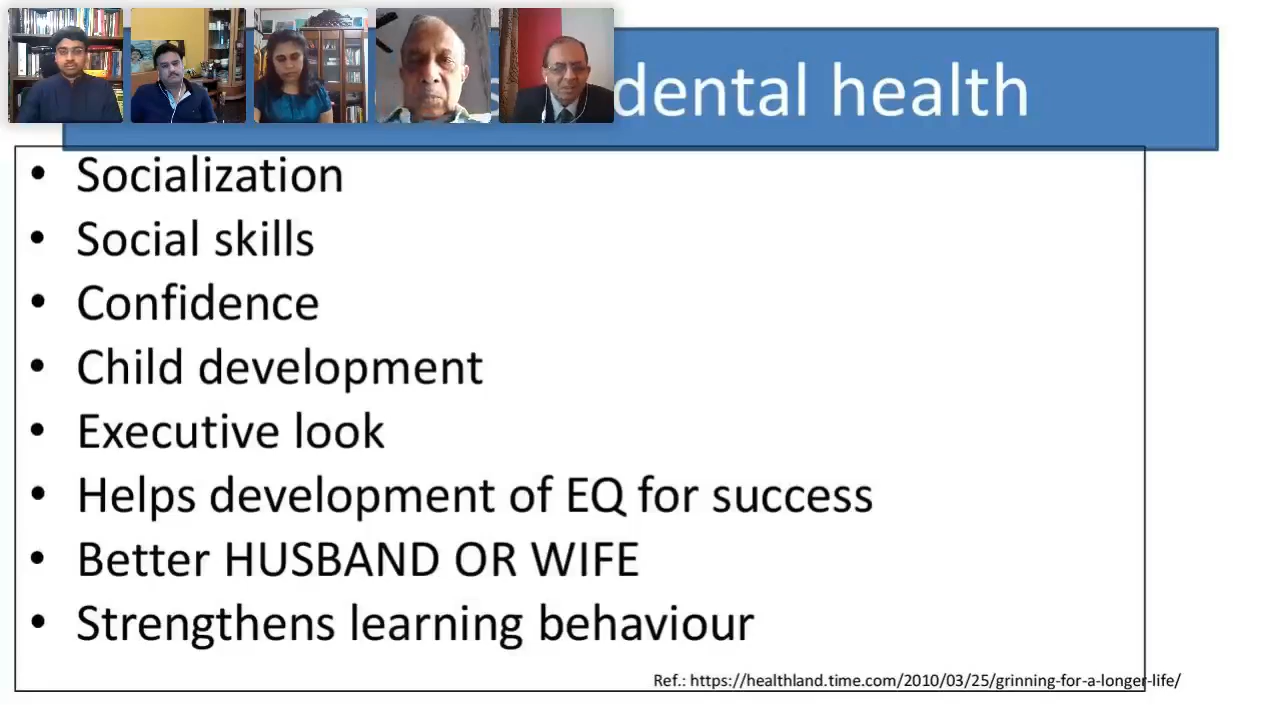 dental health
• Socialization
• Social skills
• Confidence
• Child development
• Executive look
• Helps development of EQ for success
• Better HUSBAND OR WIFE
• Strengthens learning behaviour
Ref.: https://healthland.time.com/2010/03/25/grinning-for-a-longer-life/